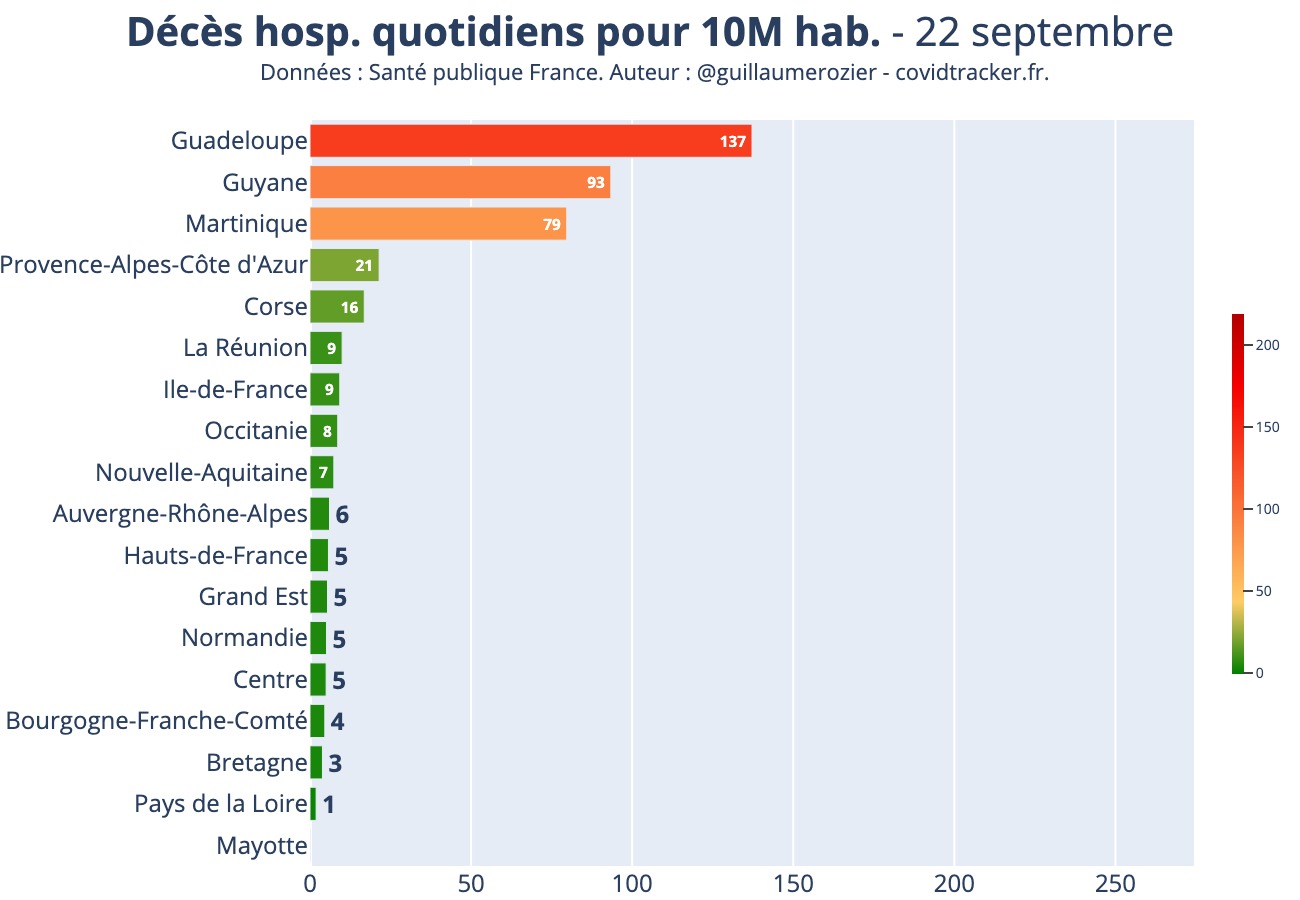 Décès hosp. quotidiens pour 10M hab. - 22 septembre
Données : Santé publique France. Auteur : @guillaumerozier - covidtracker.fr.
Guadeloupe 137
Guyane 93
Martinique 79
Provence-Alpes-Côte d'Azur 21
Corse 16
La Réunion 9
Ile-de-France 9
Occitanie 8
Nouvelle-Aquitaine 7
Auvergne-Rhône-Alpes 6
Hauts-de-France 5
Grand Est 5
Normandie 5
Centre 5
Bourgogne-Franche-Comté 4
Bretagne 3
Pays de la Loire 1
Mayotte
0 50 100 150 200 250
200
150
100
50
0